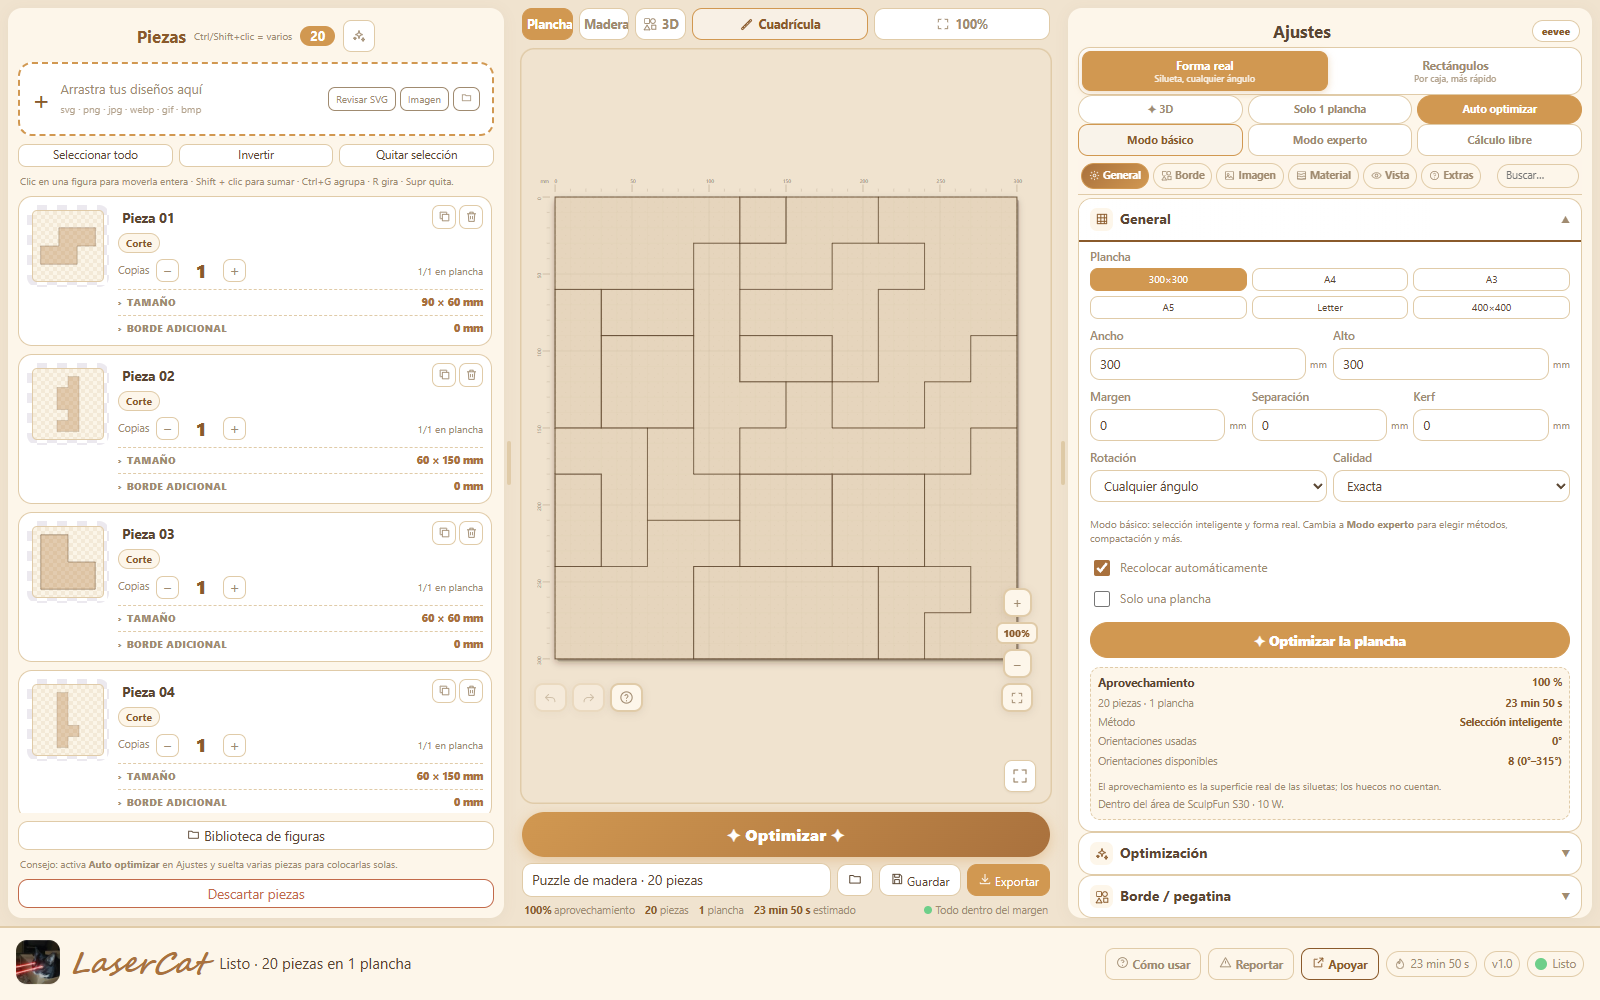 Piezas Ctrl/Shift+clic = varios 20
+ Arrastra tus diseños aquí
svg · png · jpg · webp · gif · bmp
Revisar SVG Imagen
Seleccionar todo Invertir Quitar selección
Clic en una figura para moverla entera · Shift + clic para sumar · Ctrl+G agrupa · R gira · Supr quita.
Pieza 01
Corte
Copias − 1 + 1/1 en plancha
› TAMAÑO 90 × 60 mm
› BORDE ADICIONAL 0 mm
Pieza 02
Corte
Copias − 1 + 1/1 en plancha
› TAMAÑO 60 × 150 mm
› BORDE ADICIONAL 0 mm
Pieza 03
Corte
Copias − 1 + 1/1 en plancha
› TAMAÑO 60 × 60 mm
› BORDE ADICIONAL 0 mm
Pieza 04
Corte
Copias − 1 + 1/1 en plancha
› TAMAÑO 60 × 150 mm
› BORDE ADICIONAL 0 mm
Biblioteca de figuras
Consejo: activa Auto optimizar en Ajustes y suelta varias piezas para colocarlas solas.
Descartar piezas
Plancha Madera 3D Cuadrícula 100%
mm 0 50 100 150 200 250 300
0
50
100
150
200
250
300
+
100%
−
✦ Optimizar ✦
Puzzle de madera · 20 piezas Guardar Exportar
100% aprovechamiento 20 piezas 1 plancha 23 min 50 s estimado Todo dentro del margen
Ajustes eevee
Forma real
Silueta, cualquier ángulo
Rectángulos
Por caja, más rápido
✦ 3D Solo 1 plancha Auto optimizar
Modo básico Modo experto Cálculo libre
General Borde Imagen Material Vista Extras Buscar...
General ▲
Plancha
300×300 A4 A3
A5 Letter 400×400
Ancho Alto
300 mm 300 mm
Margen Separación Kerf
0 mm 0 mm 0 mm
Rotación Calidad
Cualquier ángulo Exacta
Modo básico: selección inteligente y forma real. Cambia a Modo experto para elegir métodos,
compactación y más.
Recolocar automáticamente
Solo una plancha
✦ Optimizar la plancha
Aprovechamiento 100 %
20 piezas · 1 plancha 23 min 50 s
Método Selección inteligente
Orientaciones usadas 0°
Orientaciones disponibles 8 (0°–315°)
El aprovechamiento es la superficie real de las siluetas; los huecos no cuentan.
Dentro del área de SculpFun S30 · 10 W.
Optimización ▼
Borde / pegatina ▼
LaserCat Listo · 20 piezas en 1 plancha
Cómo usar Reportar Apoyar 23 min 50 s v1.0 Listo